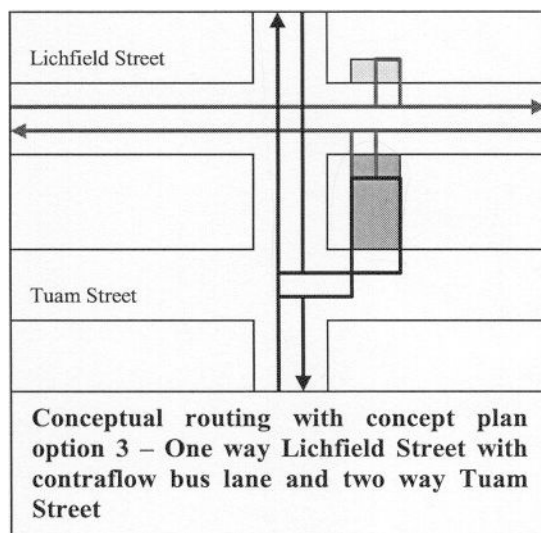 Lichfield Street
Tuam Street
Conceptual routing with concept plan
option 3 – One way Lichfield Street with
contraflow bus lane and two way Tuam
Street